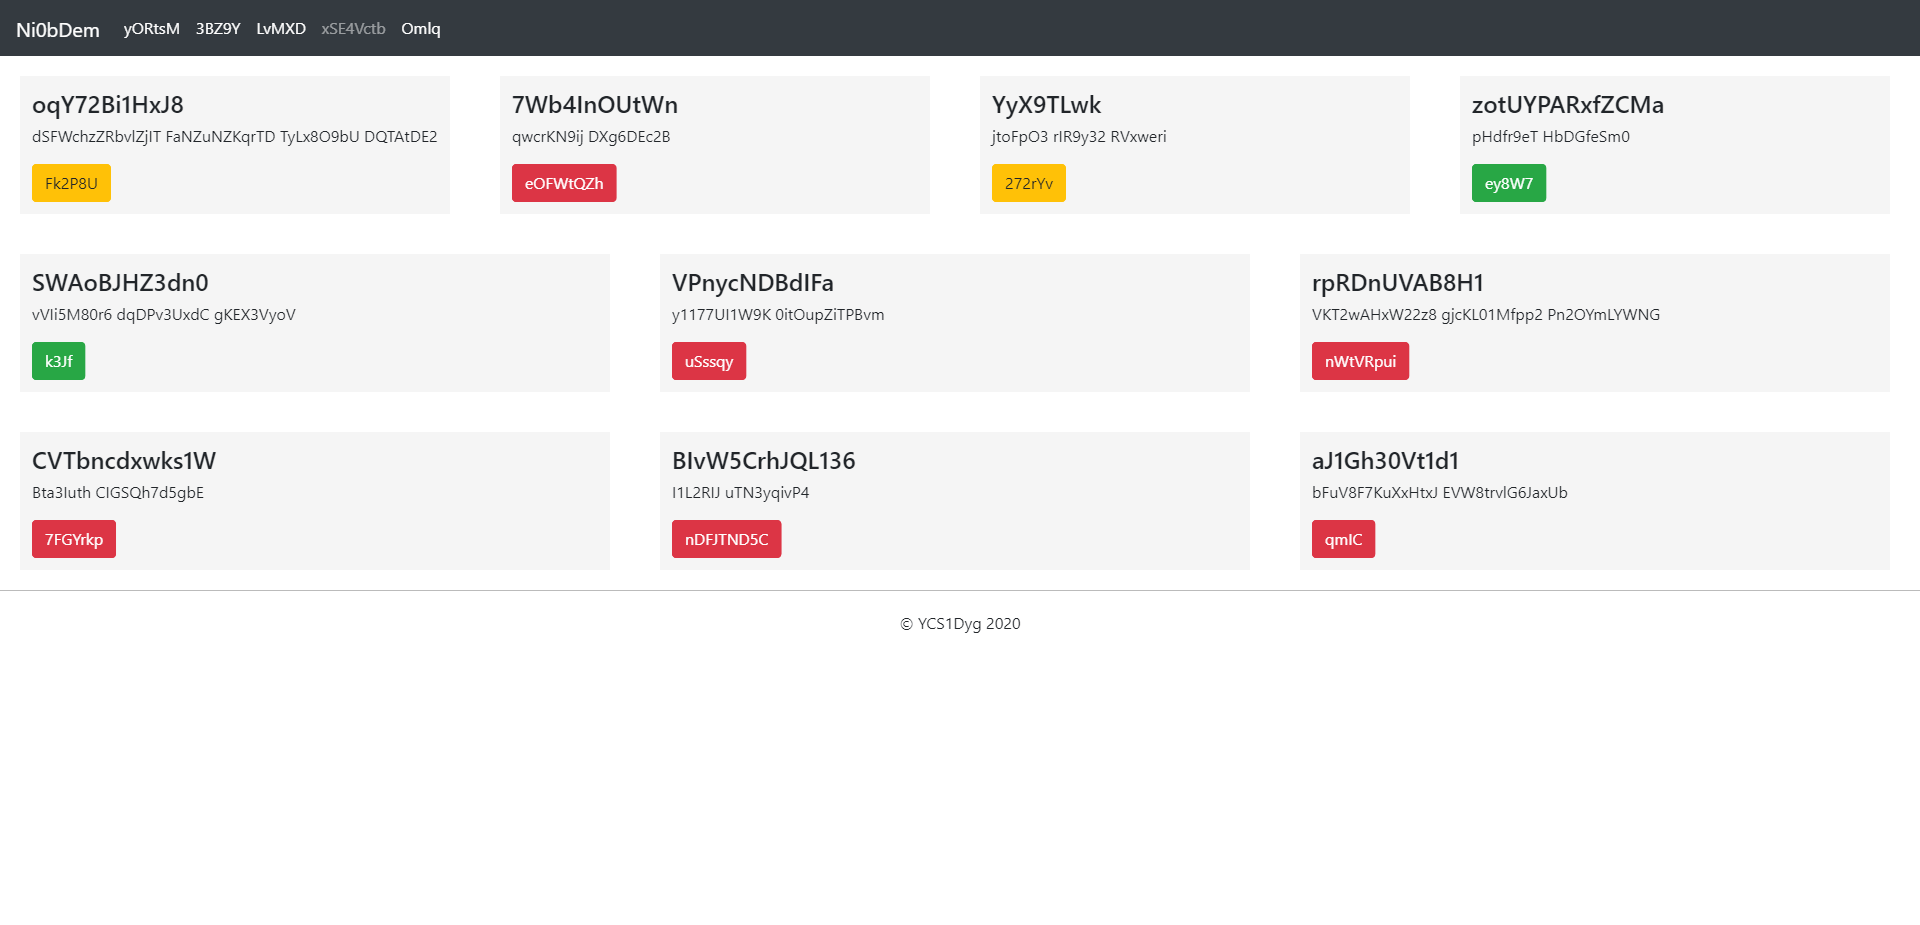 Ni0bDem yORtsM 3BZ9Y LvMXD xSE4Vctb Omlq
oqY72Bi1HxJ8
dSFWchzZRbvlZjIT FaNZuNZKqrTD TyLx8O9bU DQTAtDE2
Fk2P8U
7Wb4InOUtWn
qwcrKN9ij DXg6DEc2B
eOFWtQZh
YyX9TLwk
jtoFpO3 rIR9y32 RVxweri
272rYv
zotUYPARxfZCMa
pHdfr9eT HbDGfeSm0
ey8W7
SWAoBJHZ3dn0
vVIi5M80r6 dqDPv3UxdC gKEX3VyoV
k3Jf
VPnycNDBdIFa
y1177UI1W9K 0itOupZiTPBvm
uSssqy
rpRDnUVAB8H1
VKT2wAHxW22z8 gjcKL01Mfpp2 Pn2OYmLYWNG
nWtVRpui
CVTbncdxwks1W
Bta3Iuth CIGSQh7d5gbE
7FGYrkp
BIvW5CrhJQL136
I1L2RIJ uTN3yqivP4
nDFJTND5C
aJ1Gh30Vt1d1
bFuV8F7KuXxHtxJ EVW8trvlG6JaxUb
qmIC
© YCS1Dyg 2020